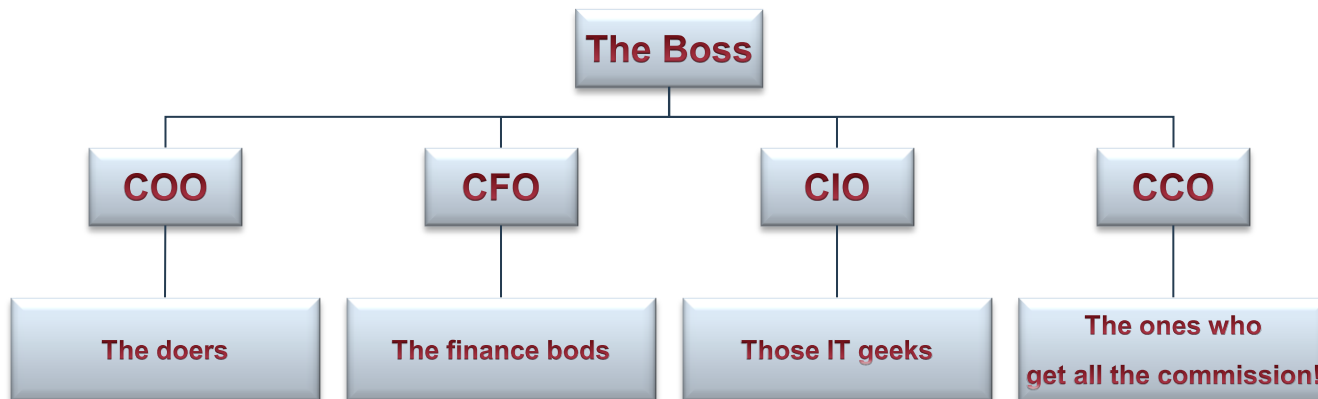 The Boss
COO
CFO
CIO
CCO
The doers
The finance bods
Those IT geeks
The ones who
get all the commission!